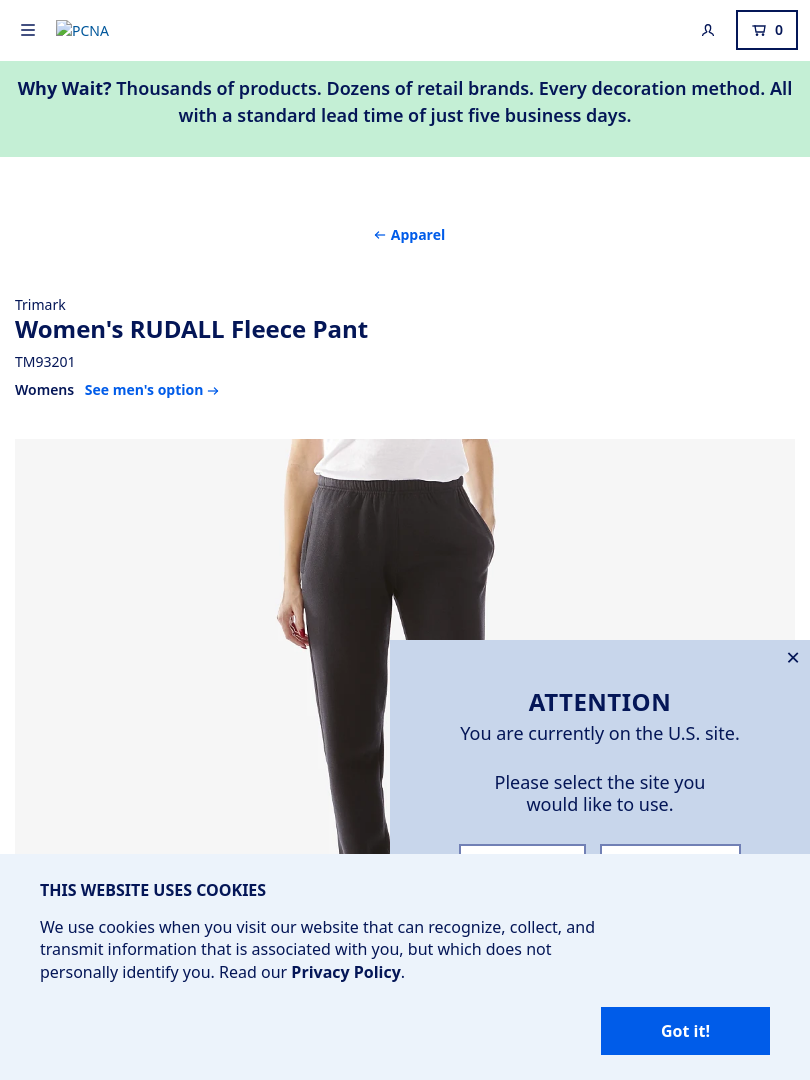 PCNA
0
Why Wait? Thousands of products. Dozens of retail brands. Every decoration method. All
with a standard lead time of just five business days.
← Apparel
Trimark
Women's RUDALL Fleece Pant
TM93201
Womens See men's option →
ATTENTION
You are currently on the U.S. site.
Please select the site you
would like to use.
THIS WEBSITE USES COOKIES
We use cookies when you visit our website that can recognize, collect, and
transmit information that is associated with you, but which does not
personally identify you. Read our Privacy Policy.
Got it!